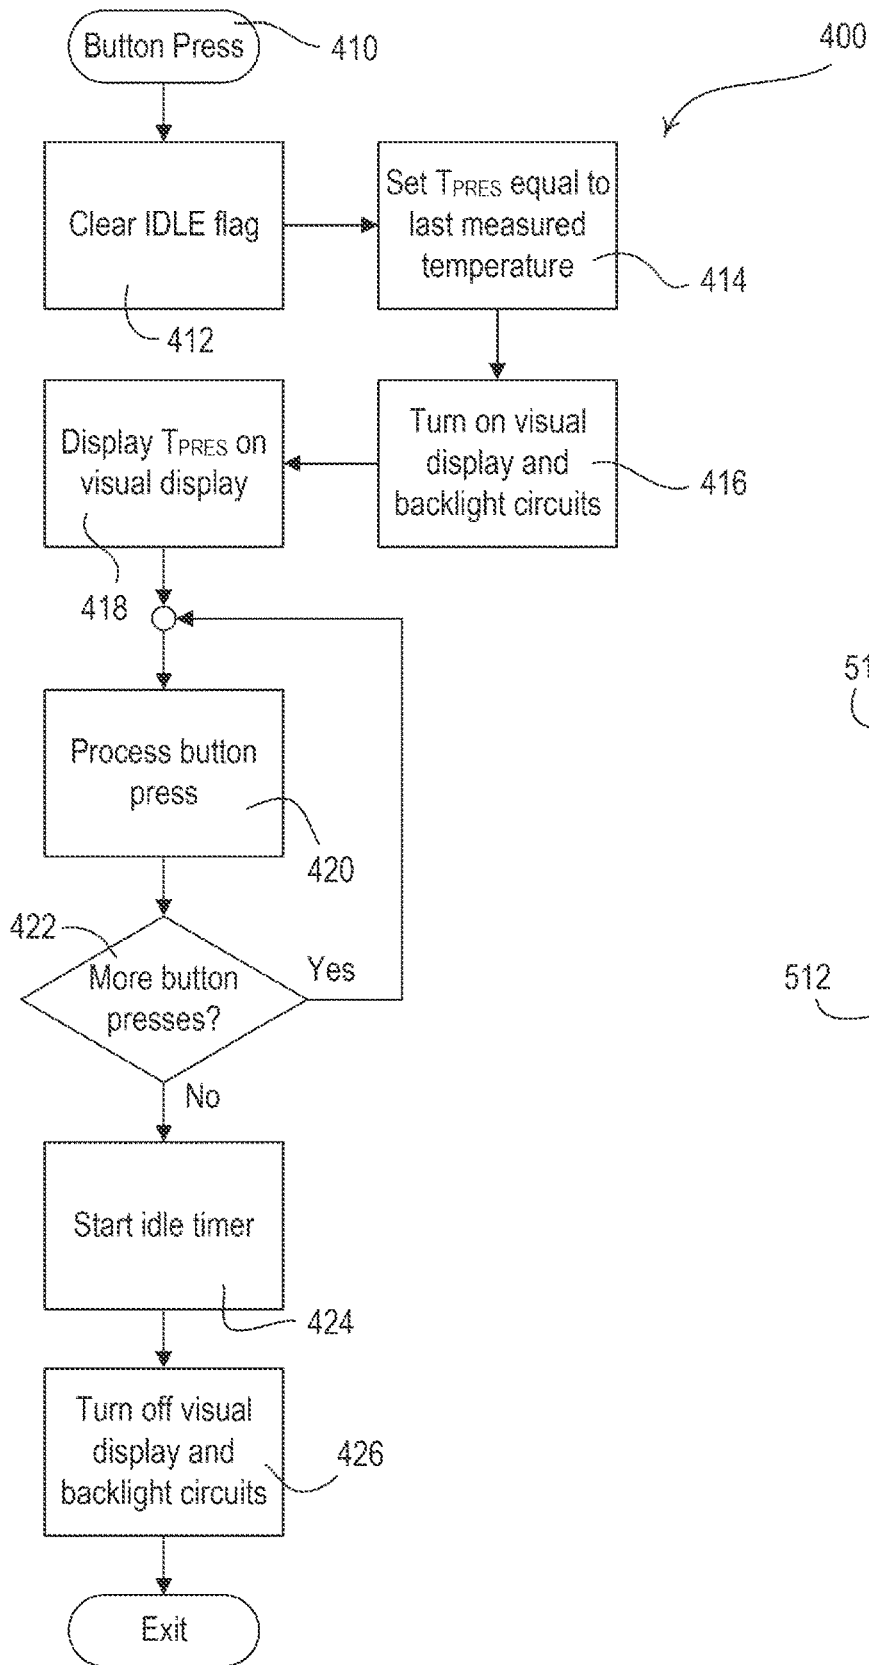 Button Press
410
400
Clear IDLE flag
412
Set TPRES equal to
last measured
temperature
414
Display TPRES on
visual display
418
Turn on visual
display and
backlight circuits
416
Process button
press
420
422
More button
presses?
Yes
No
512
Start idle timer
424
Turn off visual
display and
backlight circuits
426
Exit